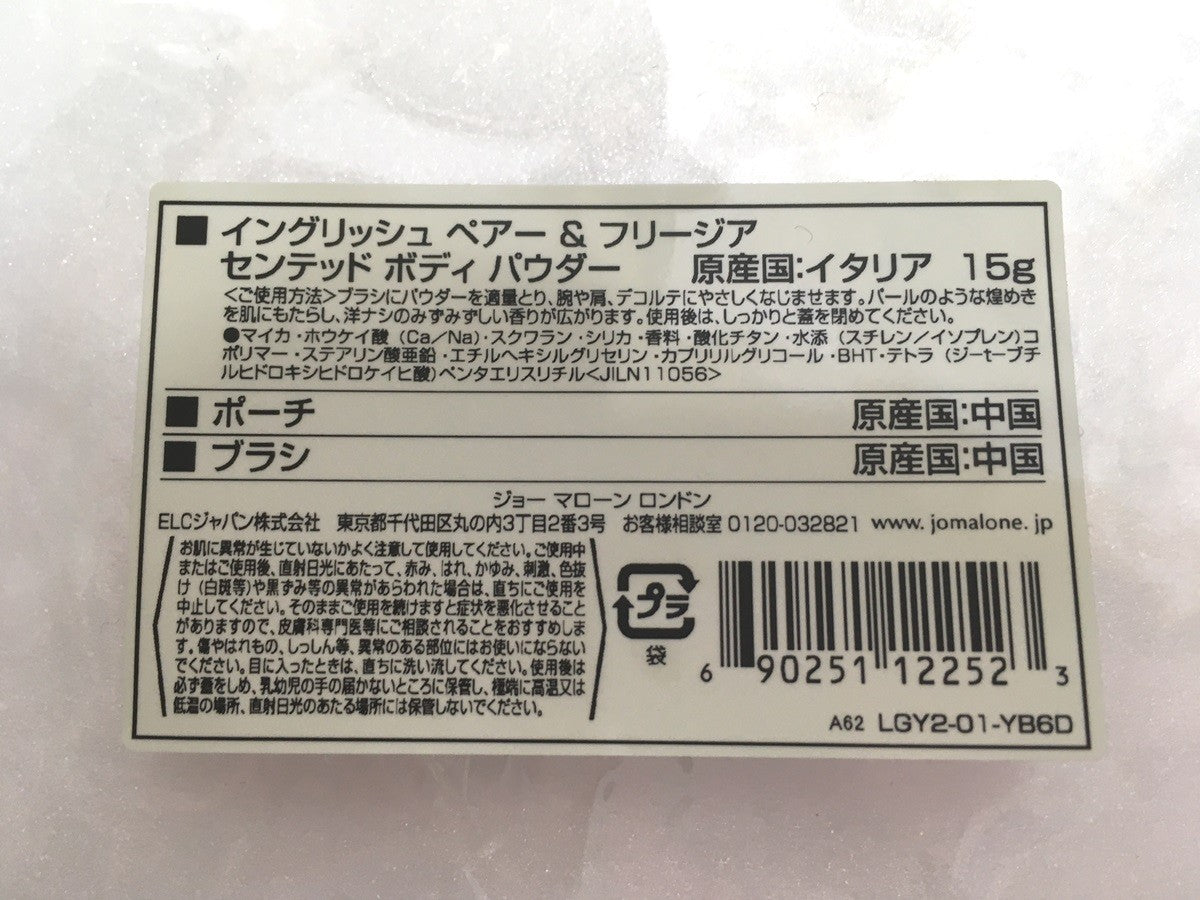 ■ イングリッシュ ペアー & フリージア
センテッド ボディ パウダー 原産国:イタリア 15g
<ご使用方法>ブラシにパウダーを適量とり、腕や肩、デコルテにやさしくなじませます。パールのような煌めき
を肌にもたらし、洋ナシのみずみずしい香りが広がります。使用後は、しっかりと蓋を閉めてください。
●マイカ・ホウケイ酸(Ca/Na)・スクワラン・シリカ・香料・酸化チタン・水添(スチレン/イソプレン)コ
ポリマー・ステアリン酸亜鉛・エチルヘキシルグリセリン・カプリリルグリコール・BHT・テトラ(ジーt−ブチ
ルヒドロキシヒドロケイヒ酸)ペンタエリスリチル<JILN11056>
■ ポーチ 原産国:中国
■ ブラシ 原産国:中国
ジョー マローン ロンドン
ELCジャパン株式会社 東京都千代田区丸の内3丁目2番3号 お客様相談室 0120-032821 www. jomalone. jp
お肌に異常が生じていないかよく注意して使用してください。ご使用中
またはご使用後、直射日光にあたって、赤み、はれ、かゆみ、刺激、色抜
け(白斑等)や黒ずみ等の異常があらわれた場合は、直ちにご使用を
中止してください。そのままご使用を続けますと症状を悪化させること
がありますので、皮膚科専門医等にご相談されることをおすすめしま
す。傷やはれもの、しっしん等、異常のある部位にはお使いにならない
でください。目に入ったときは、直ちに洗い流してください。使用後は
必ず蓋をしめ、乳幼児の手の届かないところに保管し、極端に高温又は
低温の場所、直射日光のあたる場所には保管しないでください。
プラ
袋
6 90251 12252 3
A62 LGY2-01-YB6D